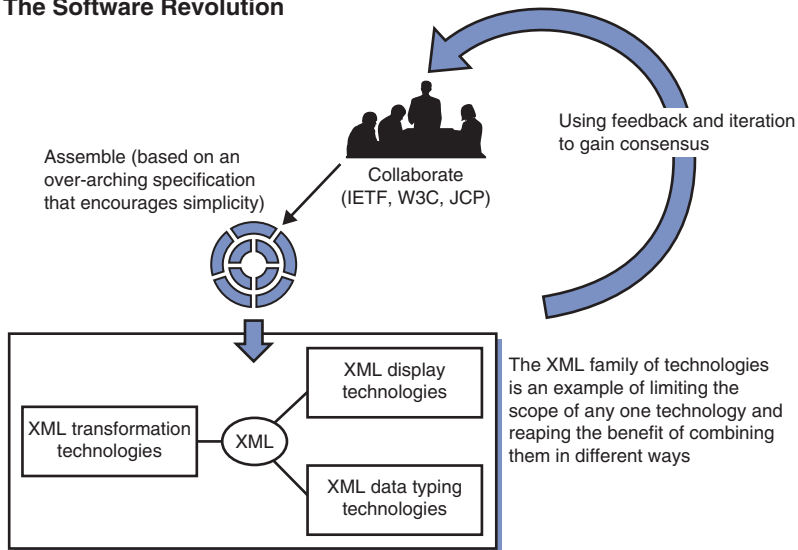 The Software Revolution
Using feedback and iteration
to gain consensus
Assemble (based on an
over-arching specification
that encourages simplicity)
Collaborate
(IETF, W3C, JCP)
XML display
technologies
XML transformation
technologies
XML
XML data typing
technologies
The XML family of technologies
is an example of limiting the
scope of any one technology and
reaping the benefit of combining
them in different ways